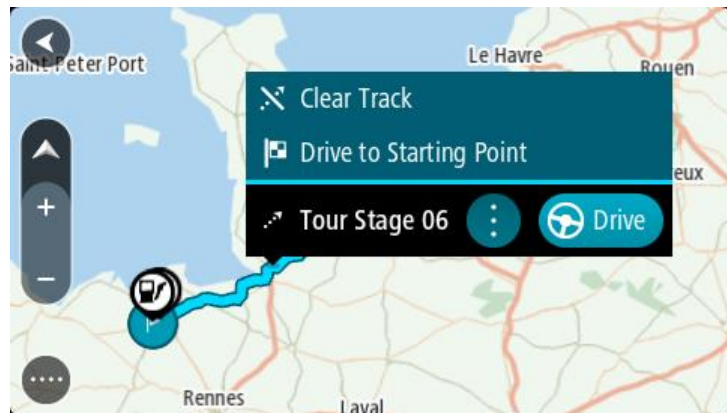 Saint Peter Port
Le Havre
Rouen
Clear Track
Drive to Starting Point
eux
Tour Stage 06
Drive
+
−
Rennes
Laval